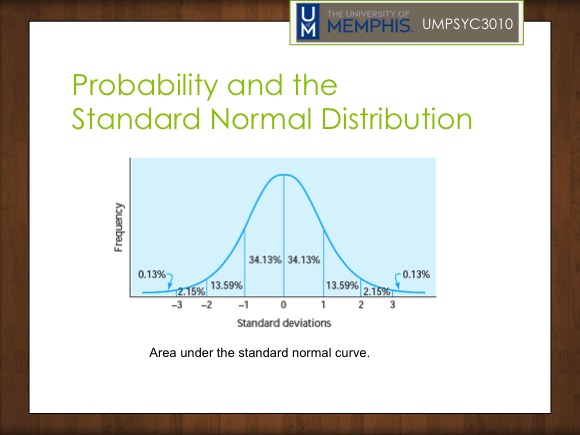 THE UNIVERSITY OF
UM MEMPHIS. UMPSYC3010
Probability and the
Standard Normal Distribution
Frequency
34.13% 34.13%
0.13% 0.13%
2.15% 13.59% 13.59% 2.15%
-3 -2 -1 0 1 2 3
Standard deviations
Area under the standard normal curve.